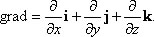 grad = ∂/∂x i + ∂/∂y j + ∂/∂z k.